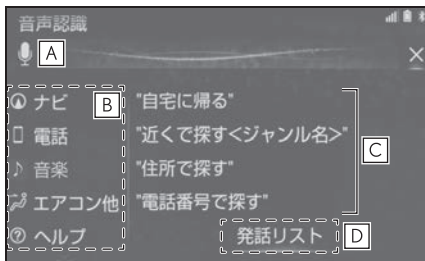 音声認識
A
ナビ B "自宅に帰る"
電話 "近くで探す<ジャンル名>"
C
音楽 "住所で探す"
エアコン他 "電話番号で探す"
? ヘルプ 発話リスト D